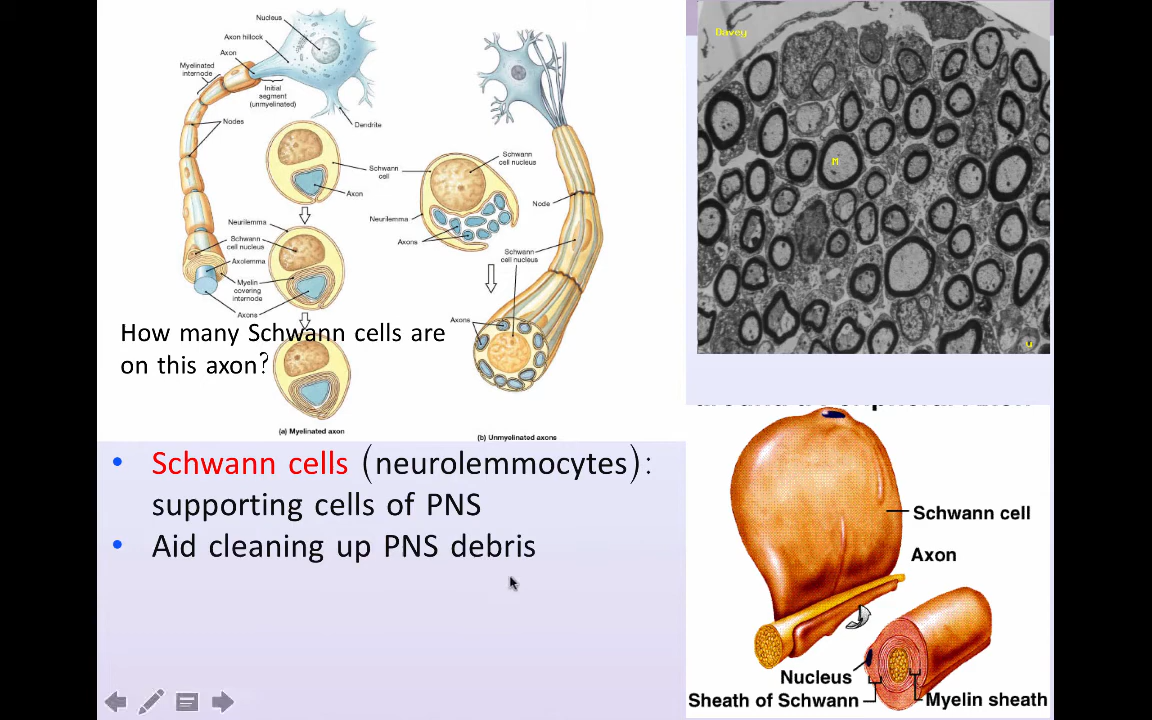 Nucleus
Axon hillock
Axon
Myelinated
internode
Initial
segment
(unmyelinated)
Nodes
Dendrite
Schwann
cell
Axon
Neurilemma
Schwann
cell nucleus
Axolemma
Myelin
covering
internode
Axons
How many Schwann cells are
on this axon?
(a) Myelinated axon
Schwann
cell nucleus
Neurilemma
Axons
Node
Schwann
cell nucleus
Axons
(b) Unmyelinated axons
Davey
M
u
Schwann cell
Axon
Nucleus
Sheath of Schwann
Myelin sheath
• Schwann cells (neurolemmocytes):
supporting cells of PNS
• Aid cleaning up PNS debris